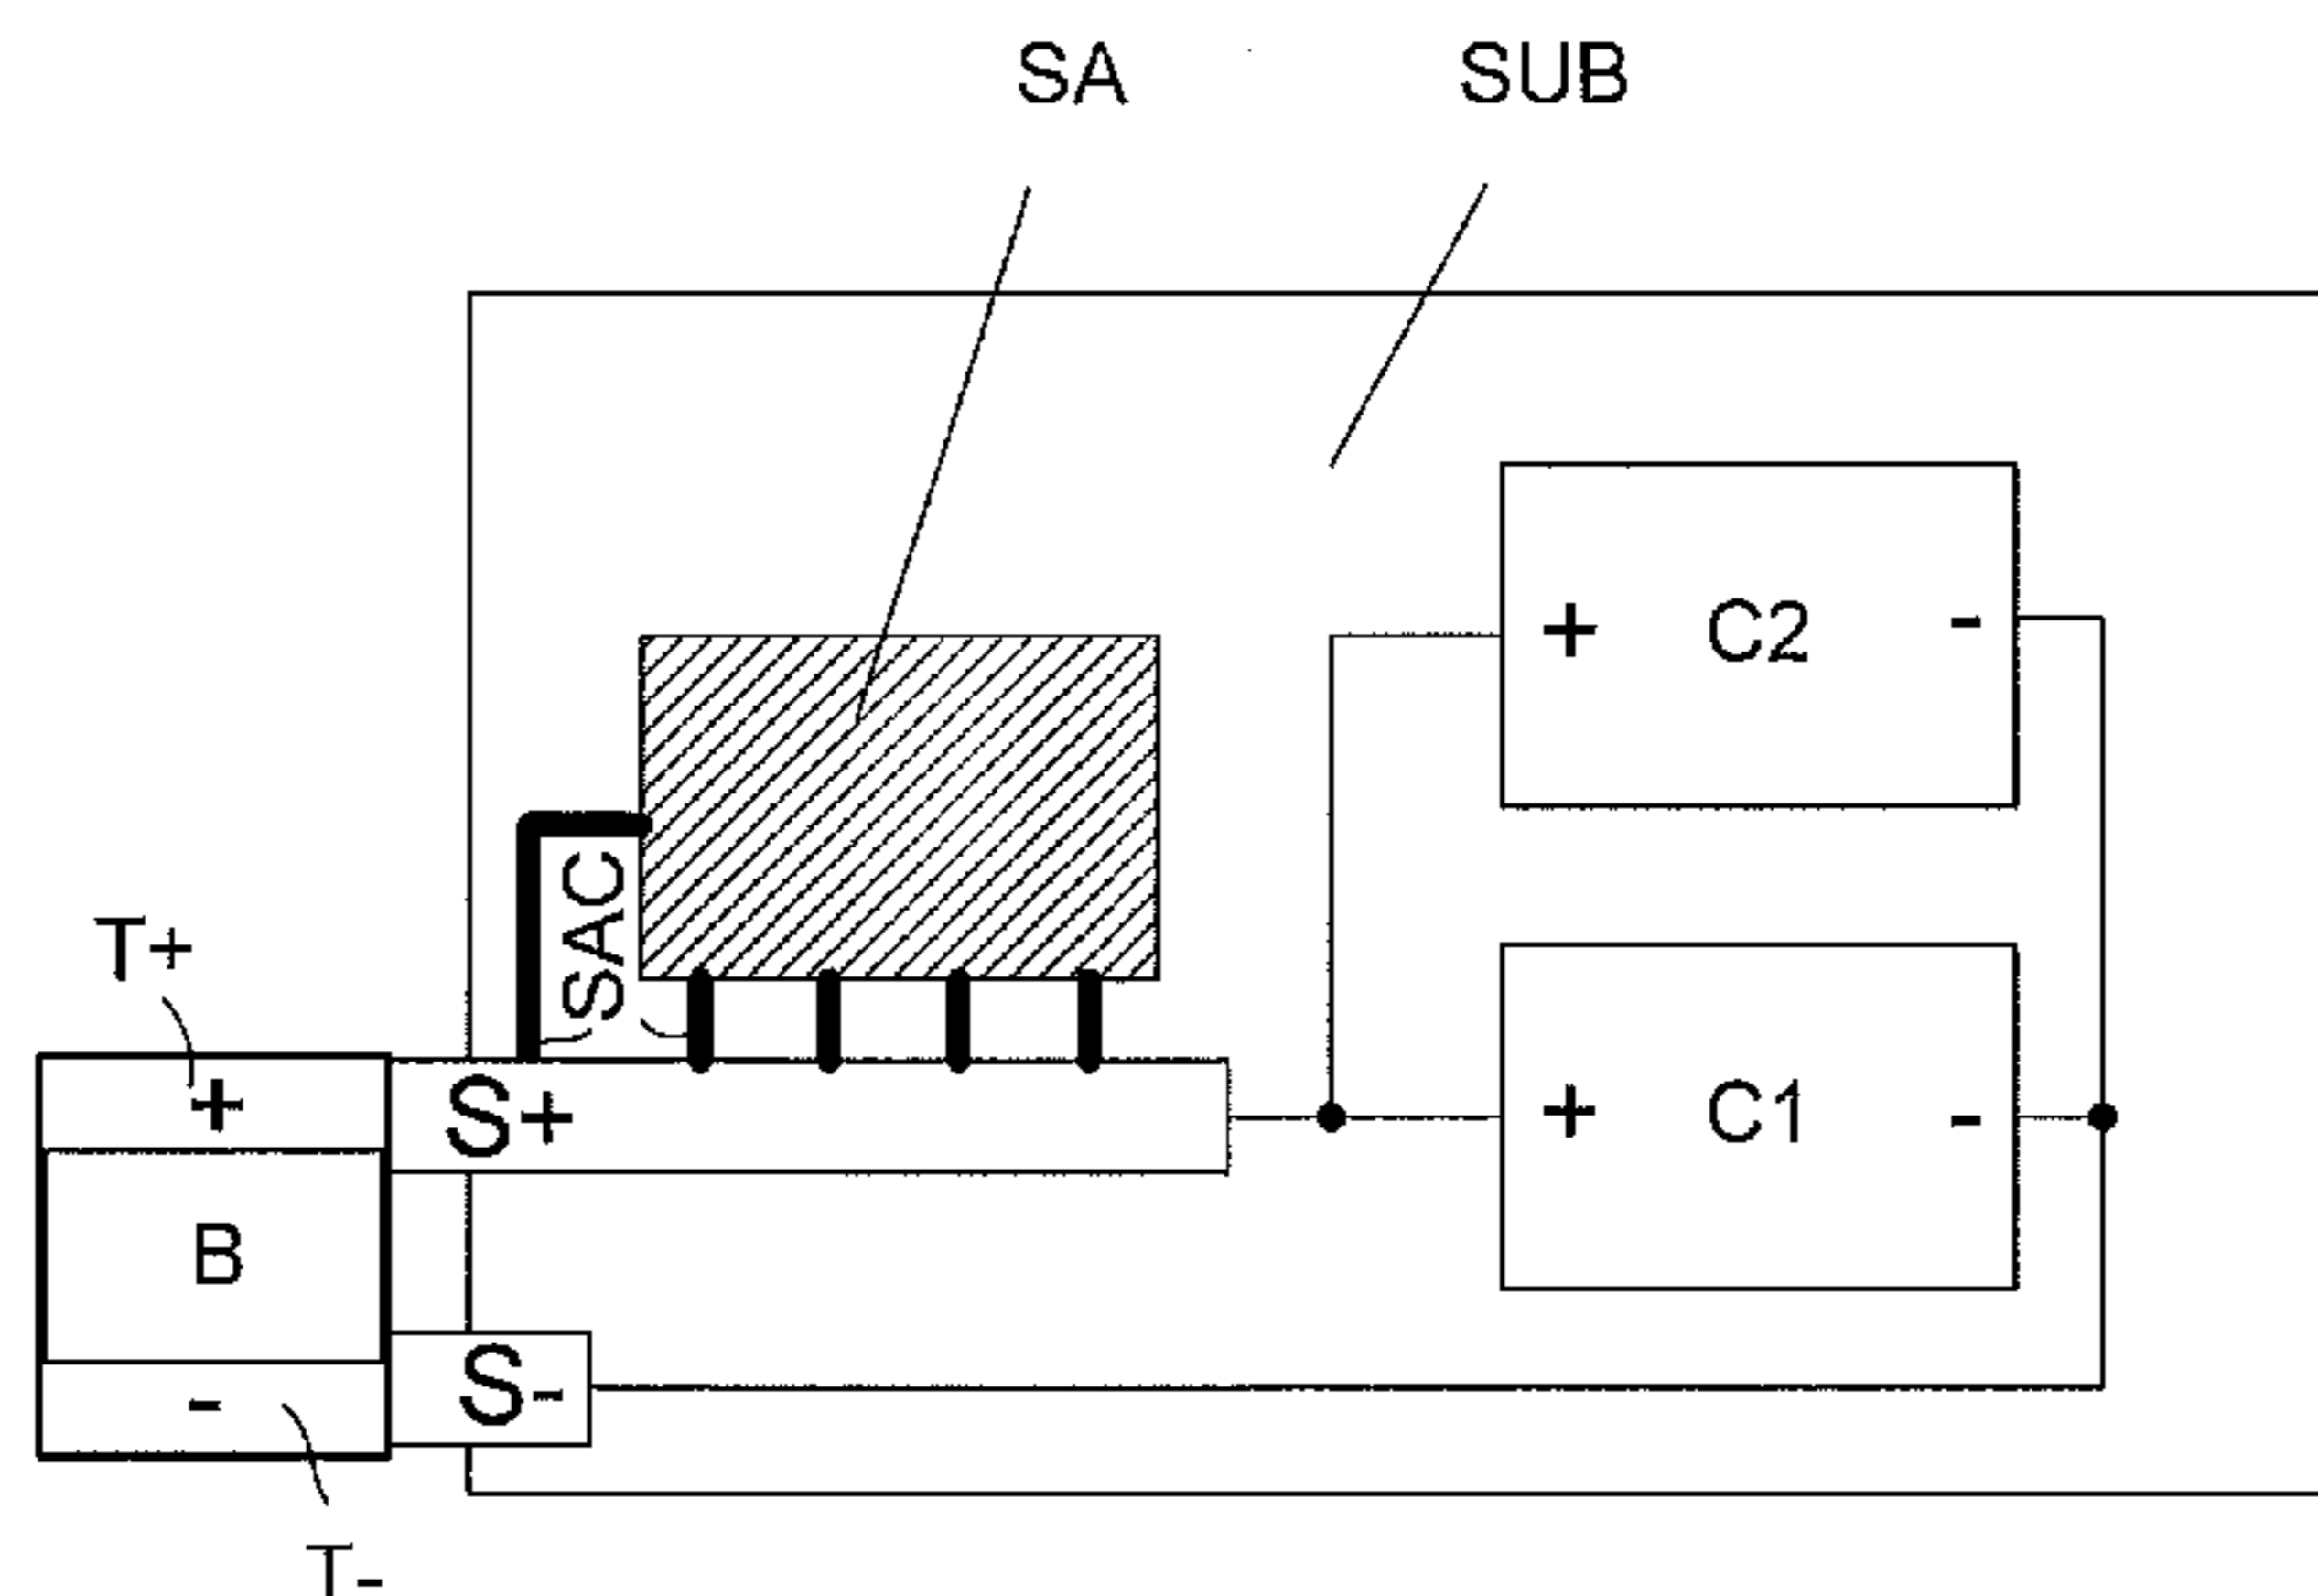 SA
SUB
+ C2 -
SAC
T+
+
S+
+ C1 -
B
-
S-
T-